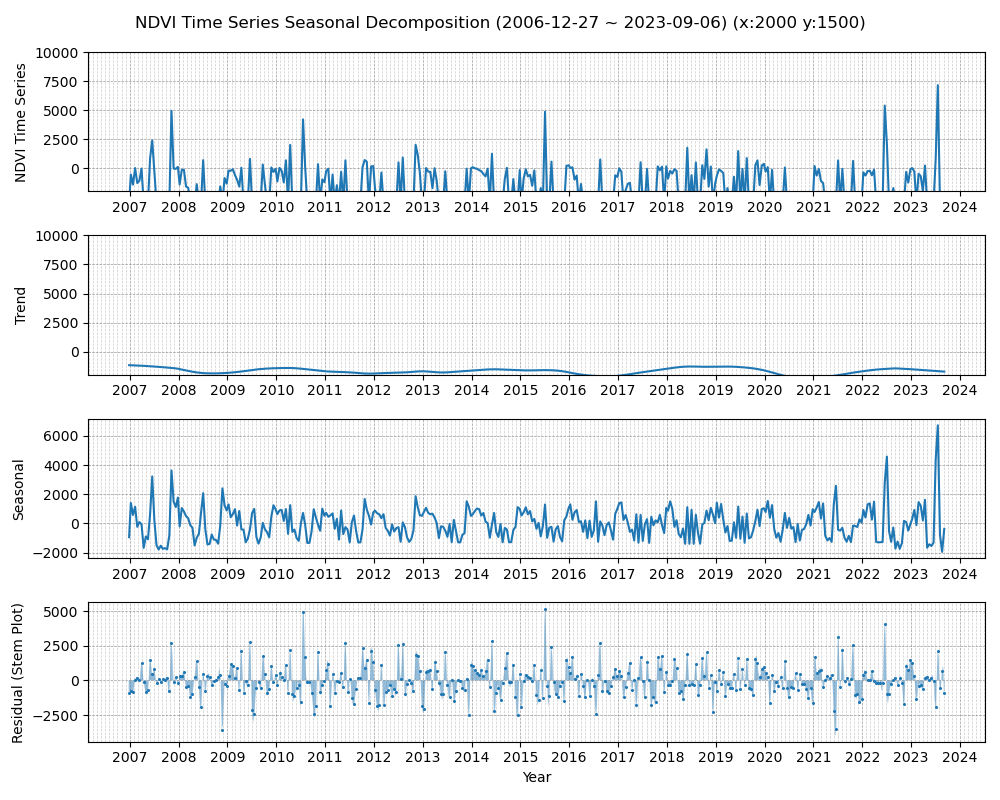 NDVI Time Series Seasonal Decomposition (2006-12-27 ~ 2023-09-06) (x:2000 y:1500)
NDVI Time Series
10000
7500
5000
2500
0
2007 2008 2009 2010 2011 2012 2013 2014 2015 2016 2017 2018 2019 2020 2021 2022 2023 2024
Trend
10000
7500
5000
2500
0
2007 2008 2009 2010 2011 2012 2013 2014 2015 2016 2017 2018 2019 2020 2021 2022 2023 2024
Seasonal
6000
4000
2000
0
−2000
2007 2008 2009 2010 2011 2012 2013 2014 2015 2016 2017 2018 2019 2020 2021 2022 2023 2024
Residual (Stem Plot)
5000
2500
0
−2500
2007 2008 2009 2010 2011 2012 2013 2014 2015 2016 2017 2018 2019 2020 2021 2022 2023 2024
Year